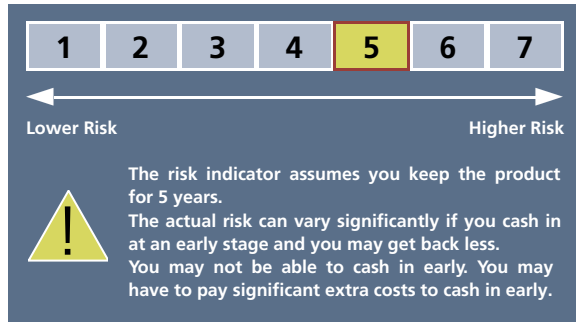 1 2 3 4 5 6 7
Lower Risk Higher Risk
The risk indicator assumes you keep the product
for 5 years.
The actual risk can vary significantly if you cash in
at an early stage and you may get back less.
You may not be able to cash in early. You may
have to pay significant extra costs to cash in early.
!